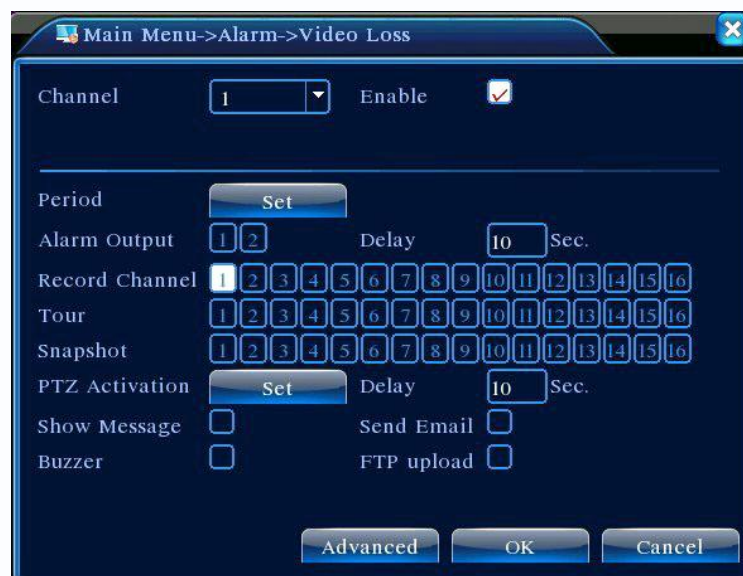 Main Menu->Alarm->Video Loss
Channel 1 Enable
Period Set
Alarm Output 1 2 Delay 10 Sec.
Record Channel 1 2 3 4 5 6 7 8 9 10 11 12 13 14 15 16
Tour 1 2 3 4 5 6 7 8 9 10 11 12 13 14 15 16
Snapshot 1 2 3 4 5 6 7 8 9 10 11 12 13 14 15 16
PTZ Activation Set Delay 10 Sec.
Show Message Send Email
Buzzer FTP upload
Advanced OK Cancel